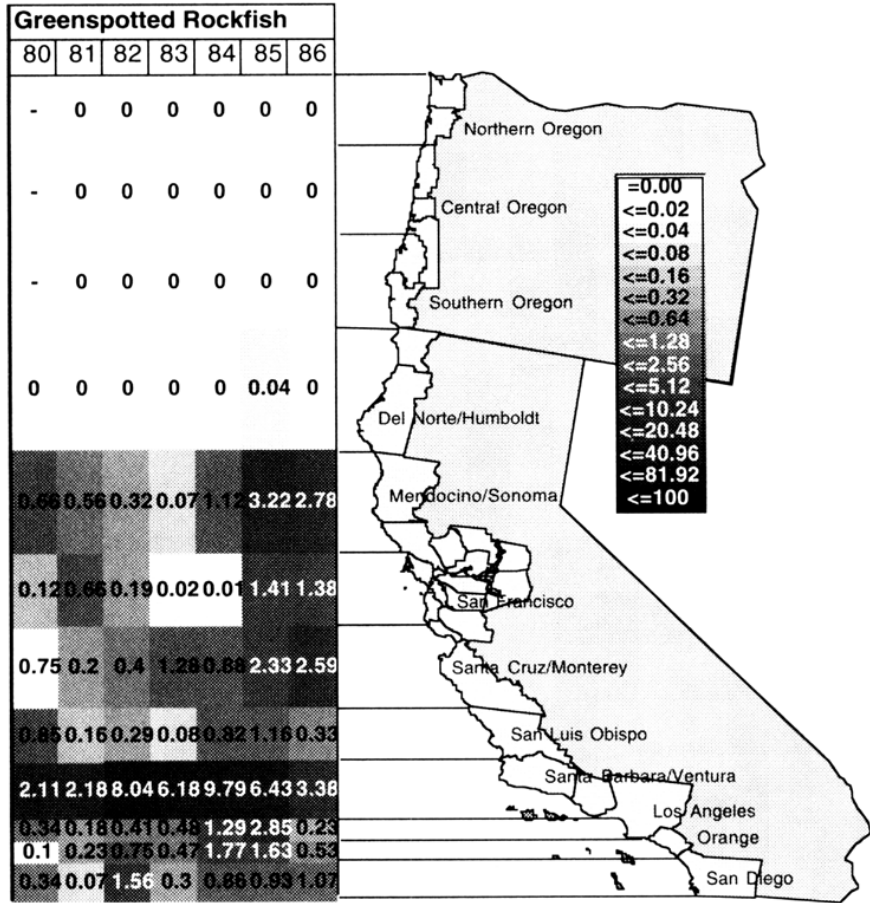 Greenspotted Rockfish
80 81 82 83 84 85 86
- 0 0 0 0 0 0
Northern Oregon
- 0 0 0 0 0 0
Central Oregon
- 0 0 0 0 0 0
Southern Oregon
=0.00
<=0.02
<=0.04
<=0.08
<=0.16
<=0.32
<=0.64
<=1.28
<=2.56
<=5.12
<=10.24
<=20.48
<=40.96
<=81.92
<=100
0 0 0 0 0 0.04 0
Del Norte/Humboldt
0.66 0.56 0.32 0.07 1.12 3.22 2.78
Mendocino/Sonoma
0.12 0.66 0.19 0.02 0.01 1.41 1.38
San Francisco
0.75 0.2 0.4 1.28 0.88 2.33 2.59
Santa Cruz/Monterey
0.85 0.16 0.29 0.08 0.82 1.16 0.33
San Luis Obispo
2.11 2.18 8.04 6.18 9.79 6.43 3.38
Santa Barbara/Ventura
0.34 0.18 0.41 0.48 1.29 2.85 0.23
Los Angeles
0.1 0.23 0.75 0.47 1.77 1.63 0.53
Orange
0.34 0.07 1.56 0.3 0.86 0.93 1.07
San Diego